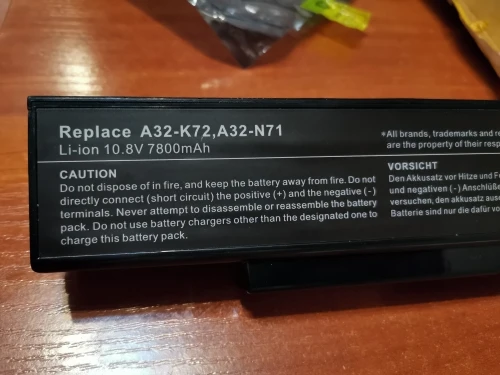 Replace A32-K72,A32-N71
Li-ion 10.8V 7800mAh
CAUTION
Do not dispose of in fire, and keep the battery away from fire. Do not
directly connect (short circuit) the positive (+) and the negative (-)
terminals. Never attempt to disassemble or reassemble the battery
pack. Do not use battery chargers other than the designated one to
charge this battery pack.
*All brands, trademarks and
are the property of their
VORSICHT
Den Akkusatz vor Hitze und
und negativen (-) Anschlüße
versuchen, den akkusatz
Batterie sind nur die dafür